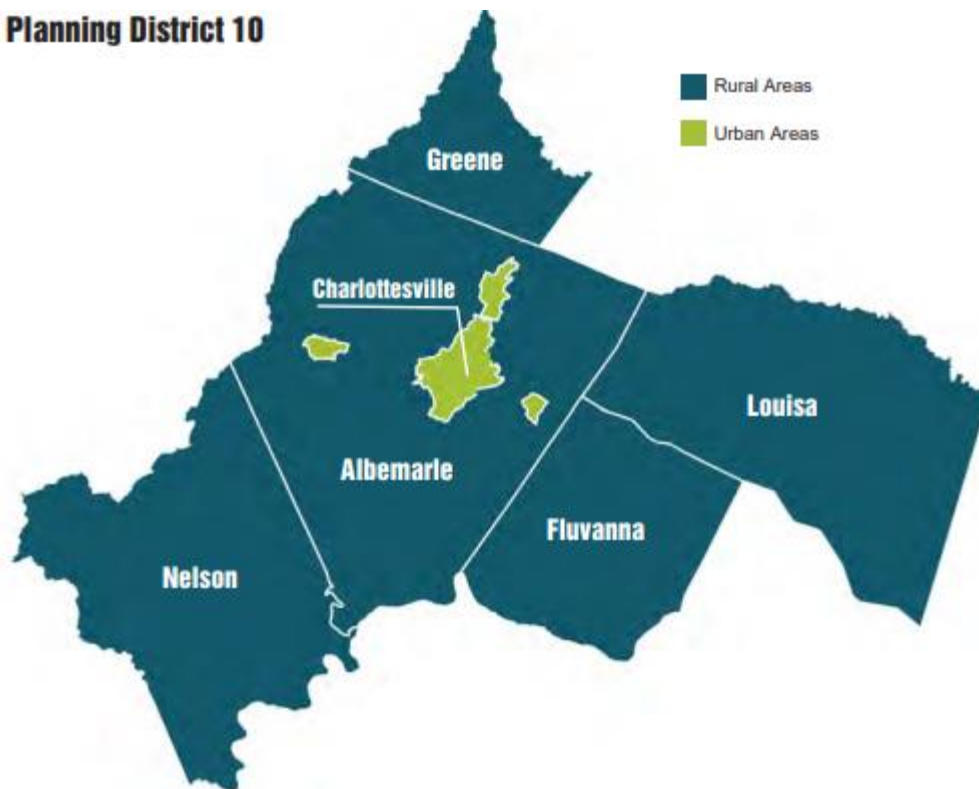 Planning District 10
Rural Areas
Urban Areas
Greene
Charlottesville
Louisa
Albemarle
Fluvanna
Nelson